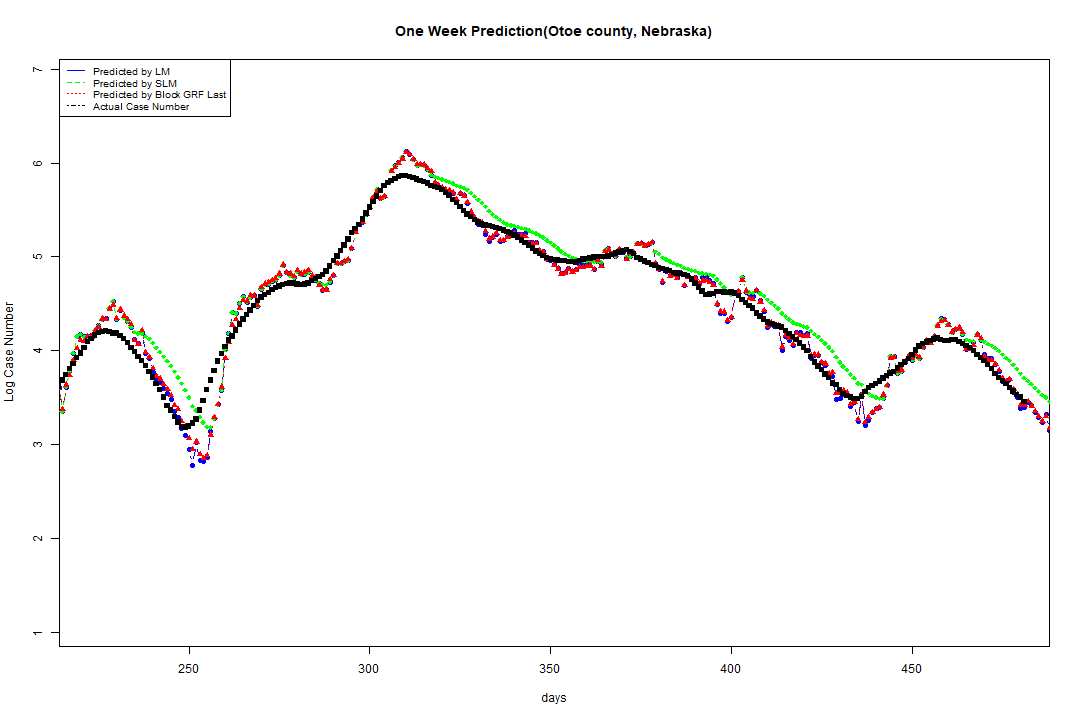 One Week Prediction(Otoe county, Nebraska)
Predicted by LM
Predicted by SLM
Predicted by Block GRF Last
Actual Case Number
7
6
5
4
3
2
1
Log Case Number
250 300 350 400 450
days